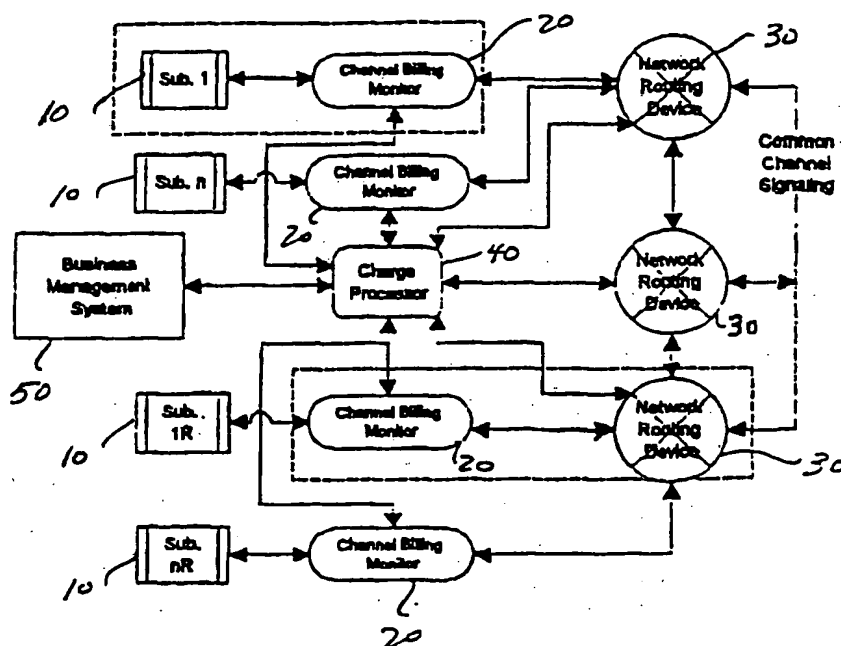 20
30
Sub. 1
Channel Billing
Monitor
Network
Routing
Device
10
Common
Channel
Signaling
10
Sub. n
Channel Billing
Monitor
20
40
Business
Management
System
Charge
Processor
Network
Routing
Device
30
50
10
Sub.
1R
Channel Billing
Monitor
20
Network
Routing
Device
30
10
Sub.
nR
Channel Billing
Monitor
20